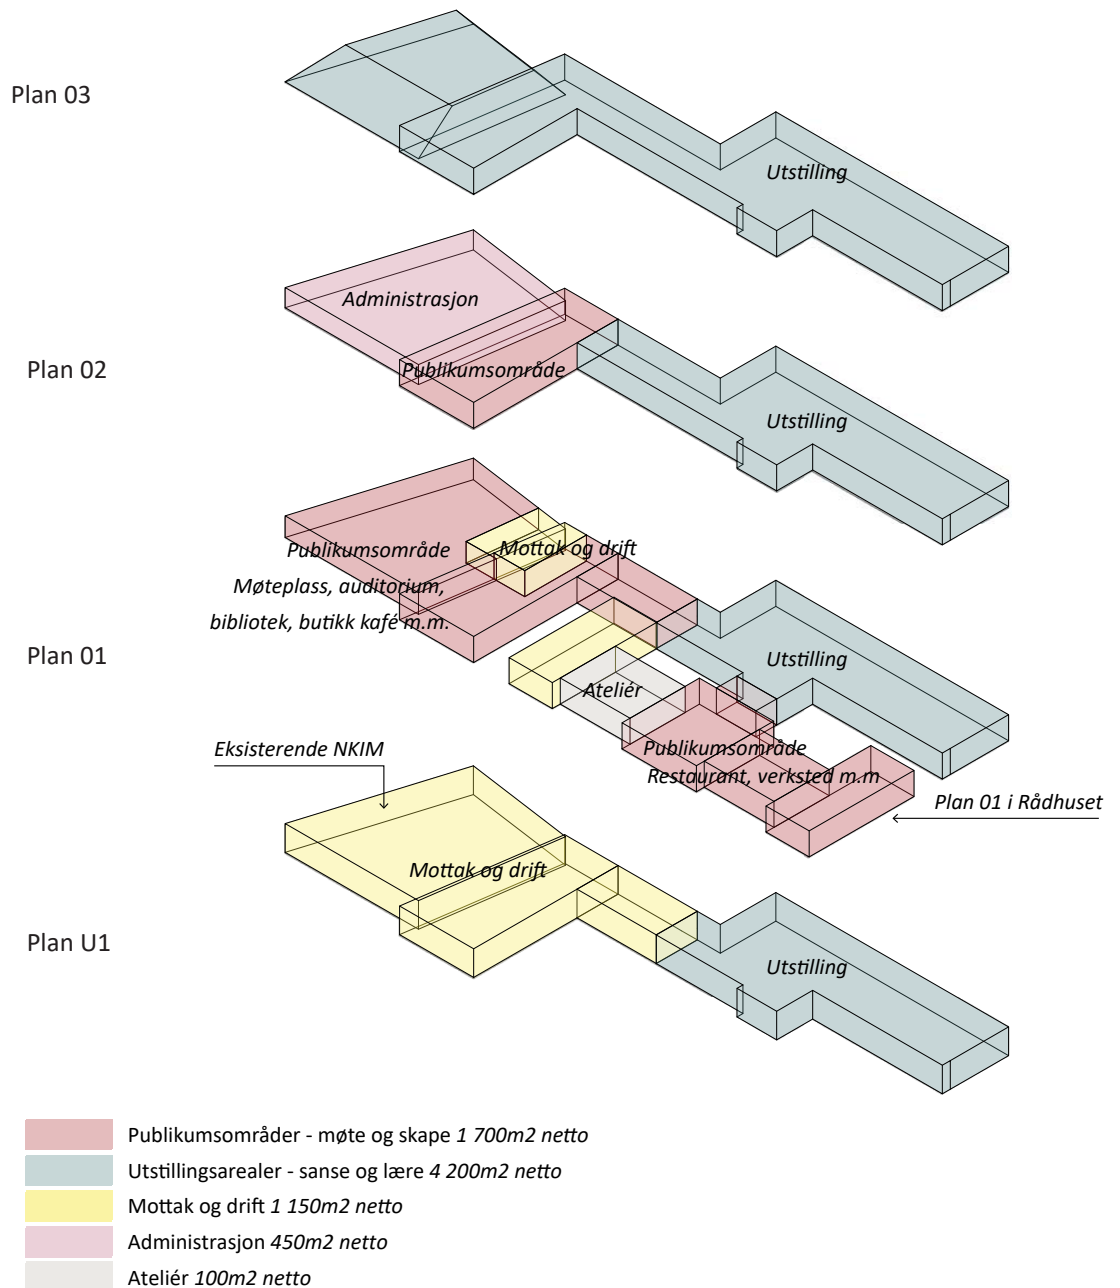 Plan 03
Utstilling
Plan 02
Administrasjon
Publikumsområde
Utstilling
Plan 01
Publikumsområde
Møteplass, auditorium,
bibliotek, butikk kafé m.m.
Mottak og drift
Utstilling
Ateliér
Publikumsområde
Restaurant, verksted m.m
Plan 01 i Rådhuset
Eksisterende NKIM
Plan U1
Mottak og drift
Utstilling
Publikumsområder - møte og skape 1 700m2 netto
Utstillingsarealer - sanse og lære 4 200m2 netto
Mottak og drift 1 150m2 netto
Administrasjon 450m2 netto
Ateliér 100m2 netto